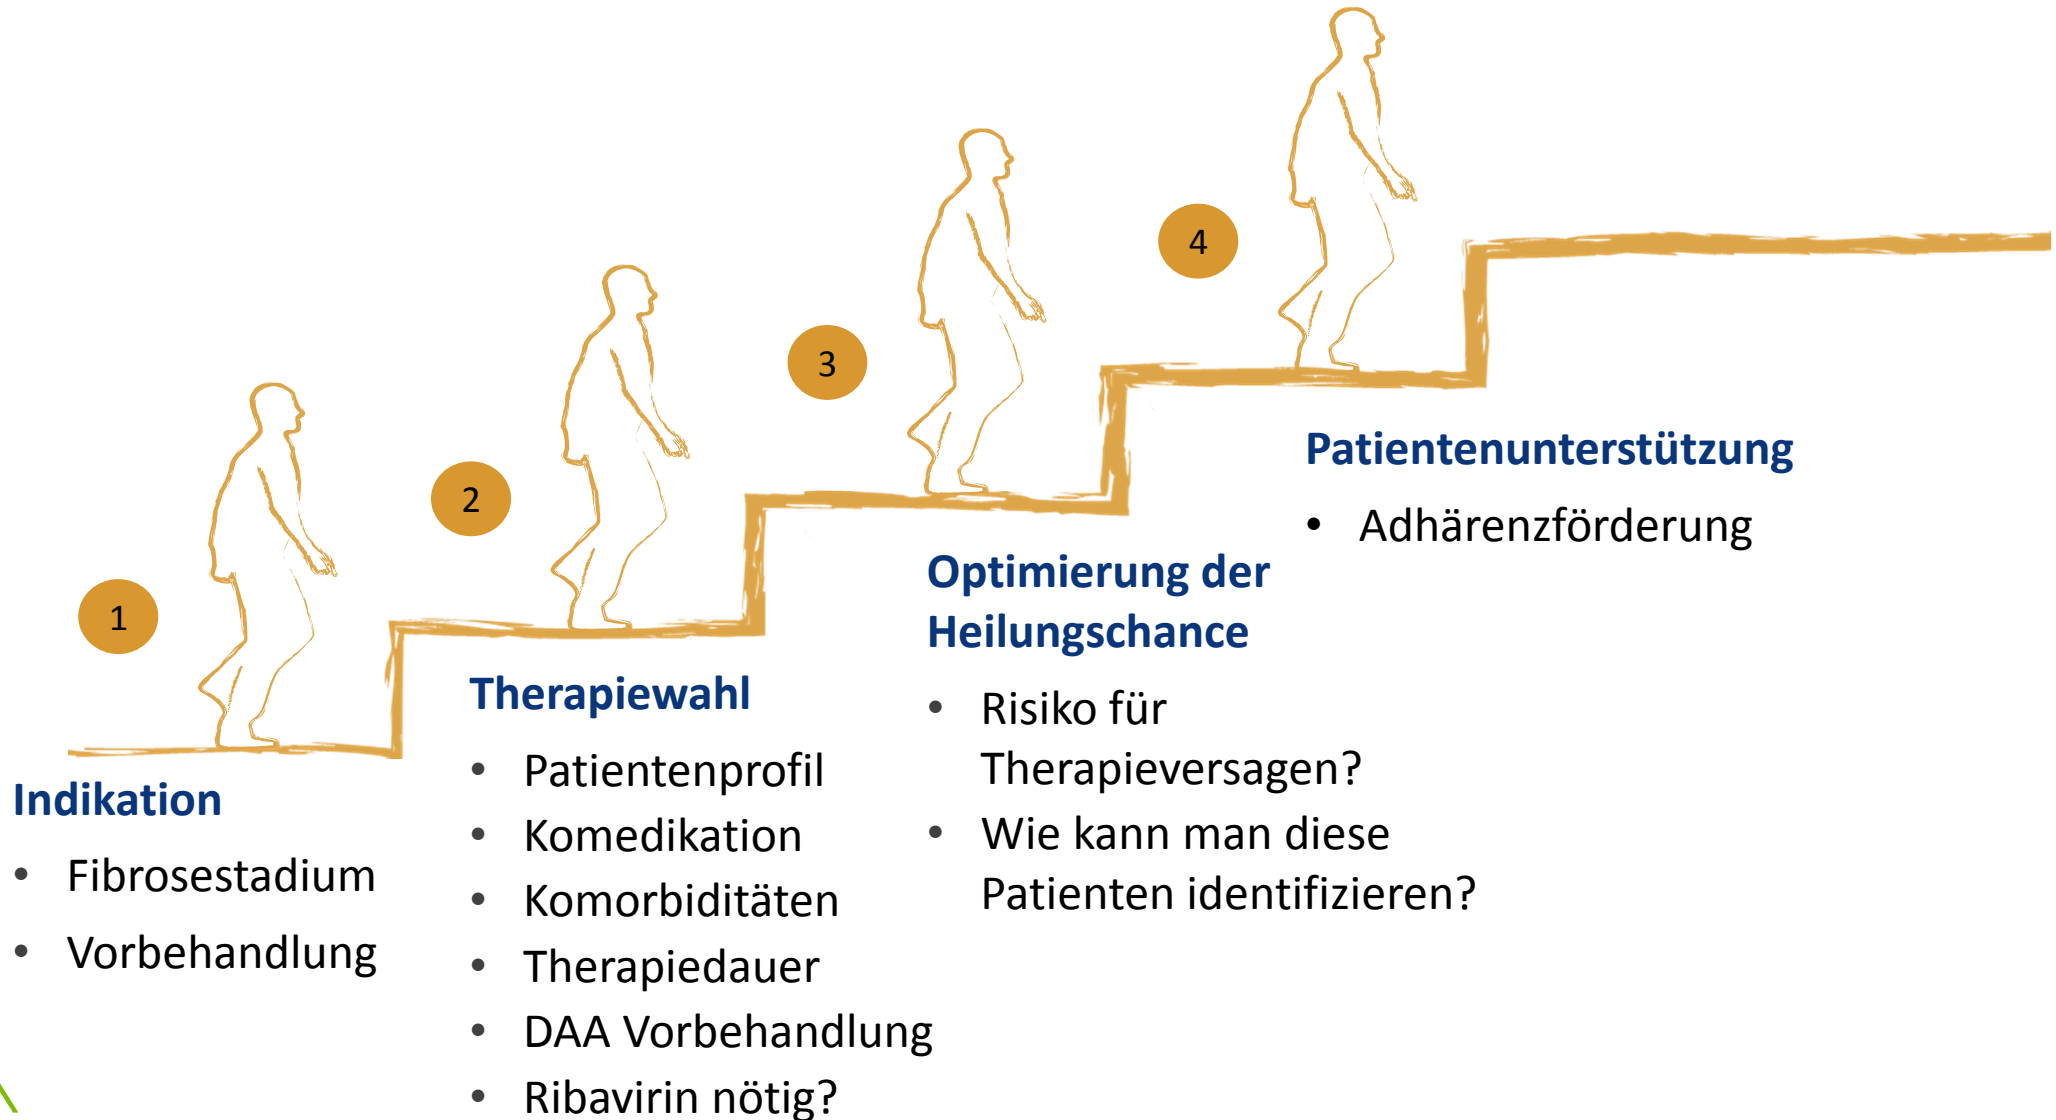 1
Indikation
• Fibrosestadium
• Vorbehandlung
2
Therapiewahl
• Patientenprofil
• Komedikation
• Komorbiditäten
• Therapiedauer
• DAA Vorbehandlung
• Ribavirin nötig?
3
Optimierung der
Heilungschance
• Risiko für
Therapieversagen?
• Wie kann man diese
Patienten identifizieren?
4
Patientenunterstützung
• Adhärenzförderung